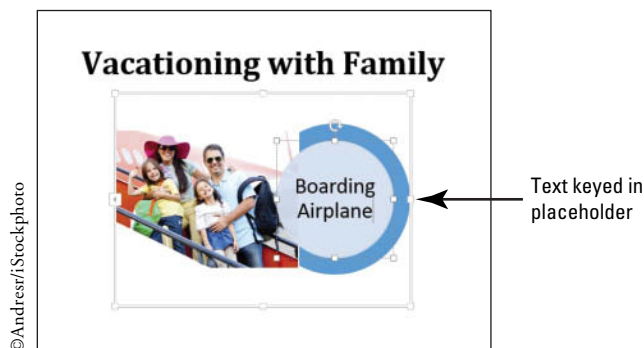 Vacationing with Family
Boarding
Airplane
Text keyed in
placeholder
©Andresr/iStockphoto